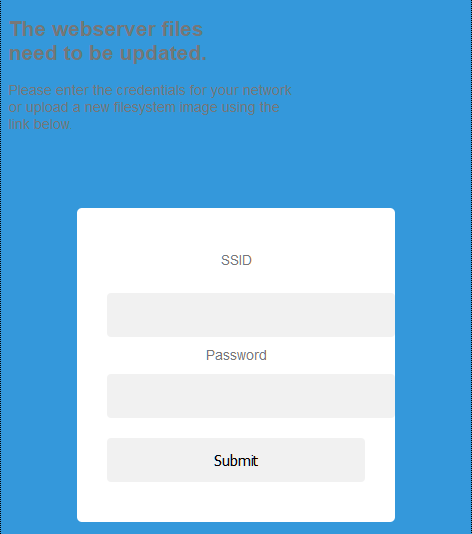 The webserver files
need to be updated.
Please enter the credentials for your network
or upload a new filesystem image using the
link below.
SSID
Password
Submit